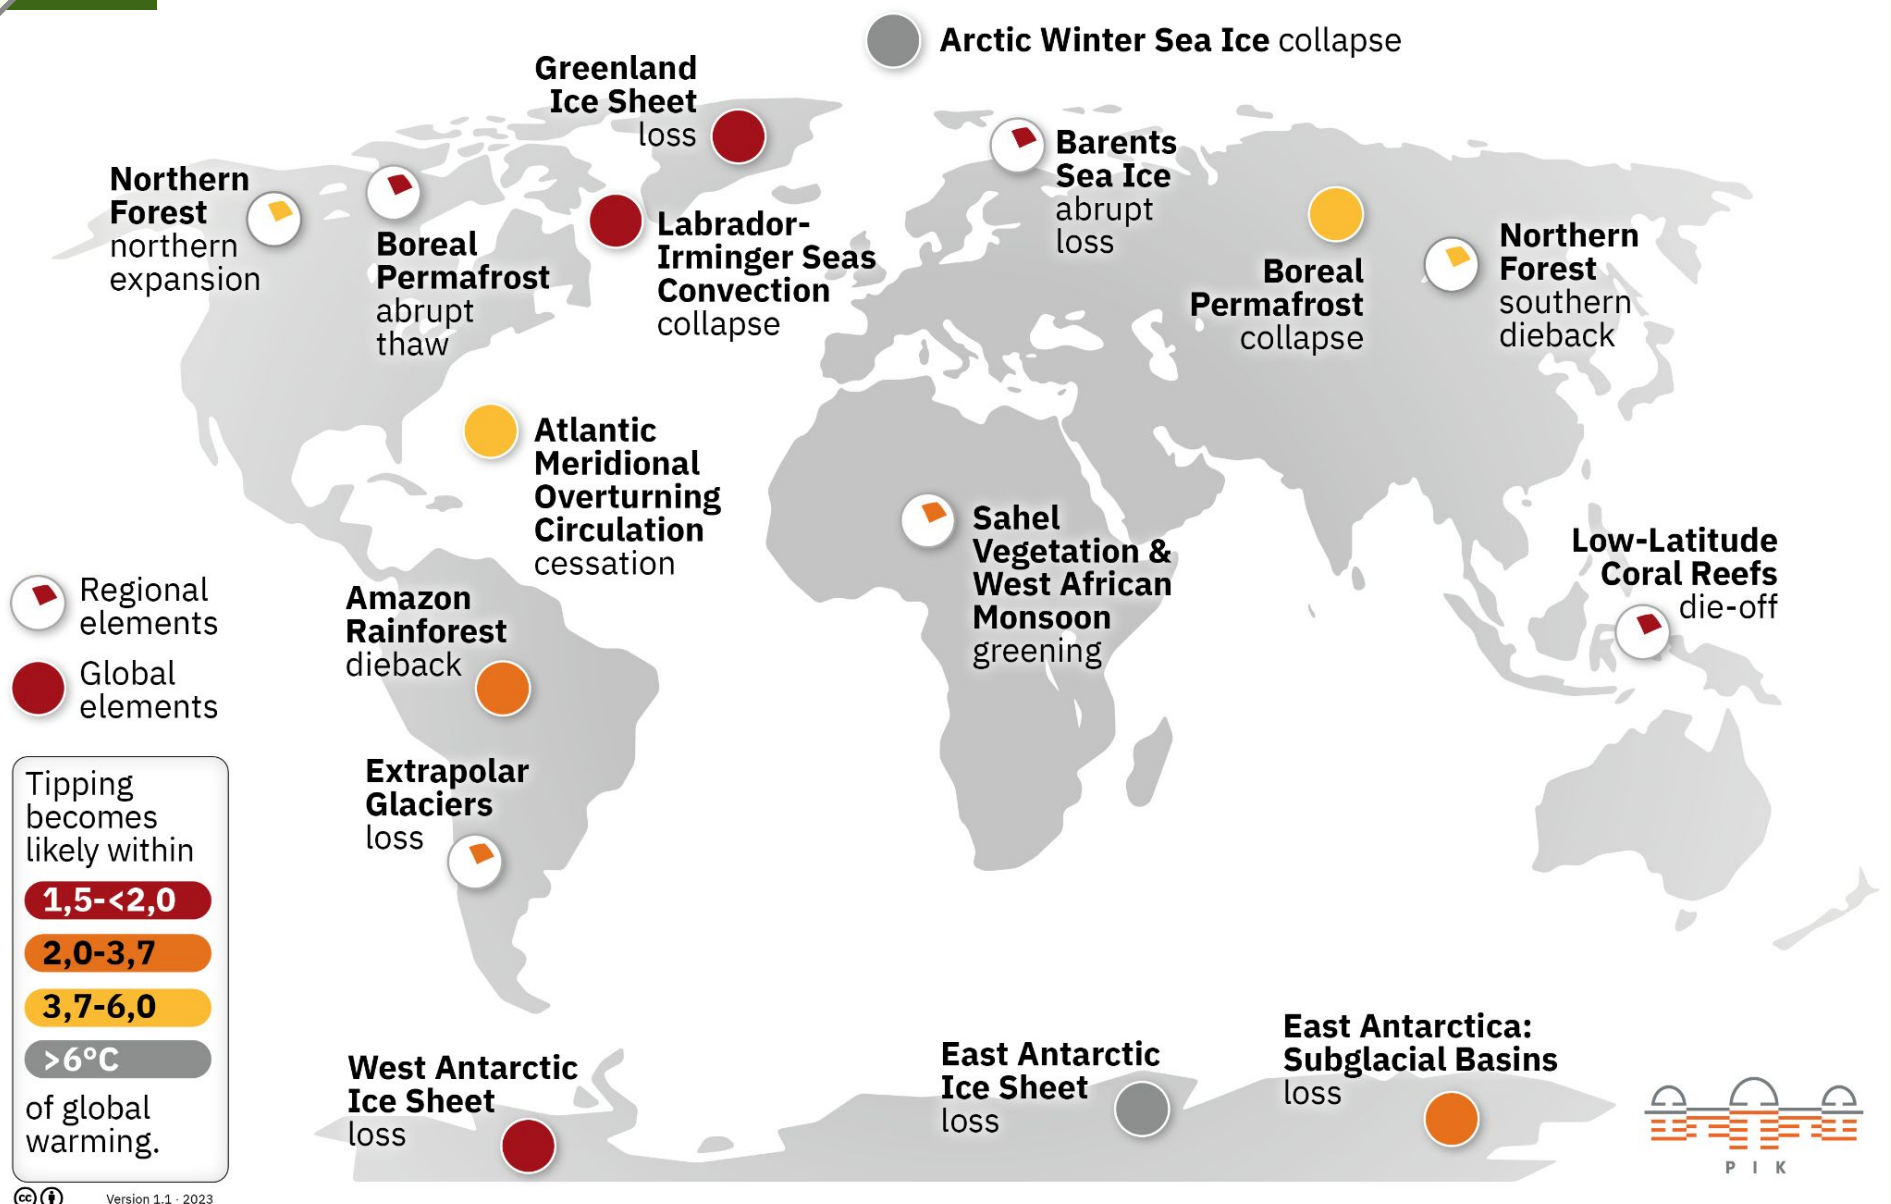 Arctic Winter Sea Ice collapse
Greenland
Ice Sheet
loss
Northern
Forest
northern
expansion
Boreal
Permafrost
abrupt
thaw
Labrador-
Irminger Seas
Convection
collapse
Barents
Sea Ice
abrupt
loss
Boreal
Permafrost
collapse
Northern
Forest
southern
dieback
Atlantic
Meridional
Overturning
Circulation
cessation
Sahel
Vegetation &
West African
Monsoon
greening
Low-Latitude
Coral Reefs
die-off
Regional
elements
Global
elements
Amazon
Rainforest
dieback
Extrapolar
Glaciers
loss
Tipping
becomes
likely within
1,5-<2,0
2,0-3,7
3,7-6,0
>6°C
of global
warming.
West Antarctic
Ice Sheet
loss
East Antarctic
Ice Sheet
loss
East Antarctica:
Subglacial Basins
loss
PIK
cc
Version 1.1 · 2023